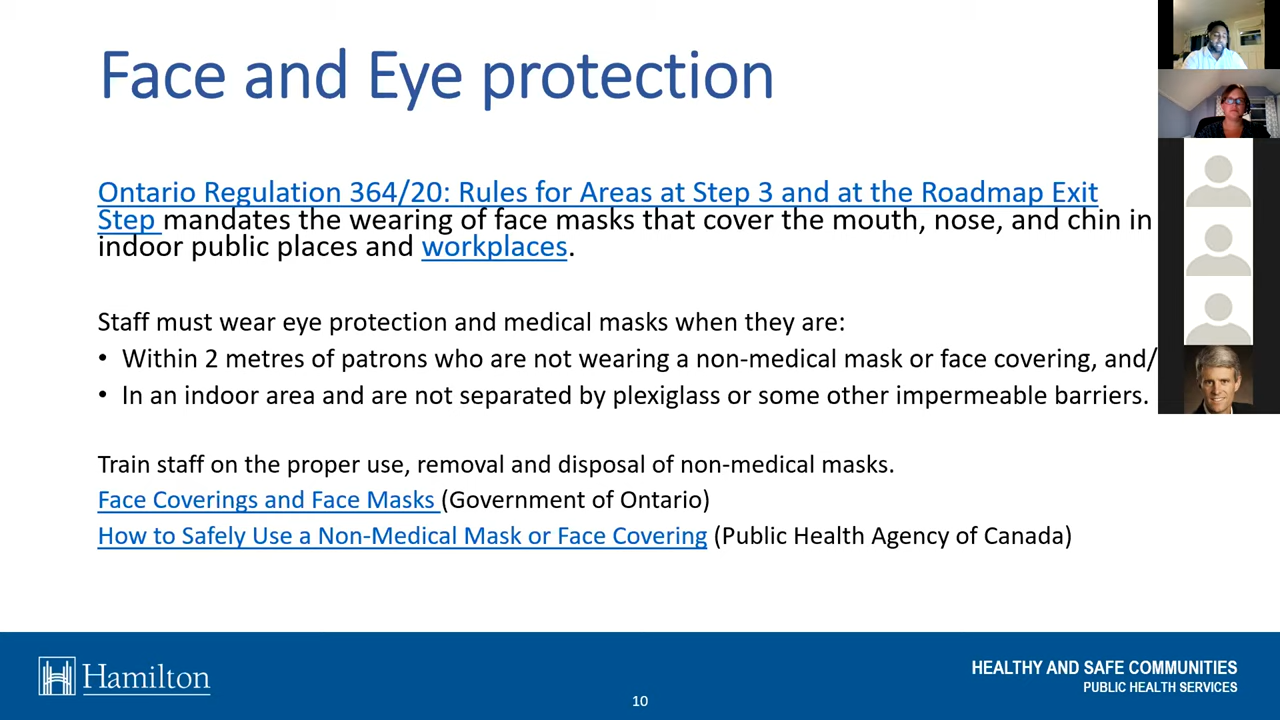 Face and Eye protection
Ontario Regulation 364/20: Rules for Areas at Step 3 and at the Roadmap Exit
Step mandates the wearing of face masks that cover the mouth, nose, and chin in
indoor public places and workplaces.
Staff must wear eye protection and medical masks when they are:
• Within 2 metres of patrons who are not wearing a non-medical mask or face covering, and/
• In an indoor area and are not separated by plexiglass or some other impermeable barriers.
Train staff on the proper use, removal and disposal of non-medical masks.
Face Coverings and Face Masks (Government of Ontario)
How to Safely Use a Non-Medical Mask or Face Covering (Public Health Agency of Canada)
Hamilton
10
HEALTHY AND SAFE COMMUNITIES
PUBLIC HEALTH SERVICES